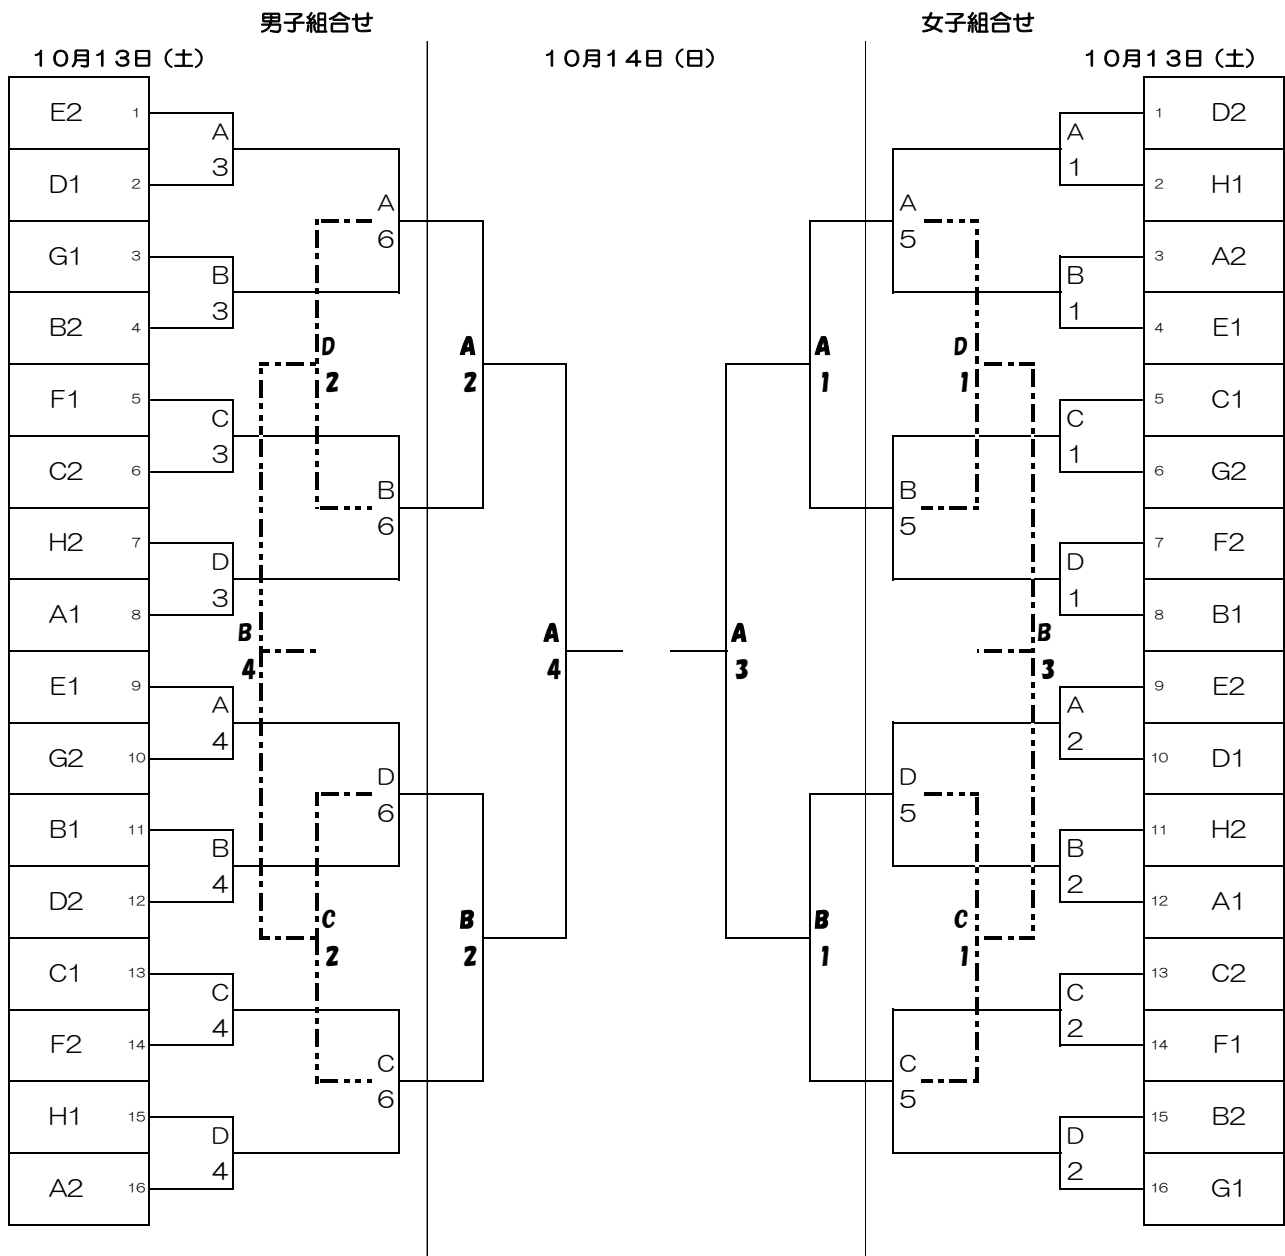 男子組合せ
女子組合せ
10月13日（土）
10月14日（日）
10月13日（土）
E2 1
D1 2
G1 3
B2 4
F1 5
C2 6
H2 7
A1 8
E1 9
G2 10
B1 11
D2 12
C1 13
F2 14
H1 15
A2 16
A
3
B
3
C
3
D
3
A
4
B
4
C
4
D
4
B
4
D
2
C
2
A
6
B
6
D
6
C
6
A
2
B
2
A
4
A
3
A
1
B
1
A
5
B
5
D
5
C
5
D
1
C
1
B
3
A
1
B
1
C
1
D
1
A
2
B
2
C
2
D
2
1 D2
2 H1
3 A2
4 E1
5 C1
6 G2
7 F2
8 B1
9 E2
10 D1
11 H2
12 A1
13 C2
14 F1
15 B2
16 G1